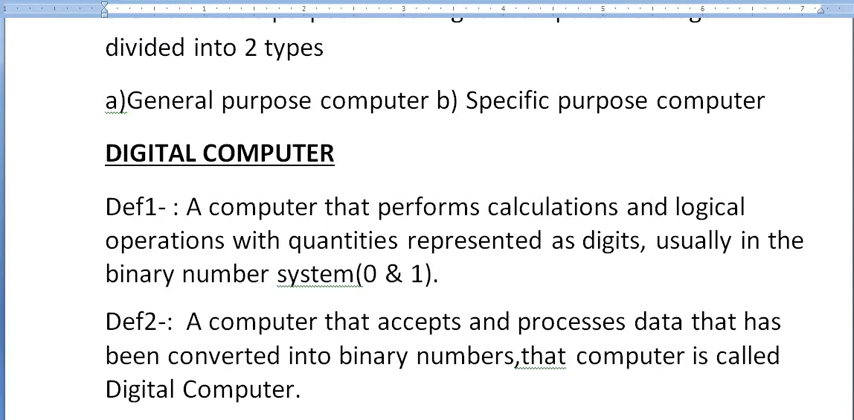 divided into 2 types
a)General purpose computer b) Specific purpose computer
DIGITAL COMPUTER
Def1- : A computer that performs calculations and logical
operations with quantities represented as digits, usually in the
binary number system(0 & 1).
Def2-:  A computer that accepts and processes data that has
been converted into binary numbers,that computer is called
Digital Computer.